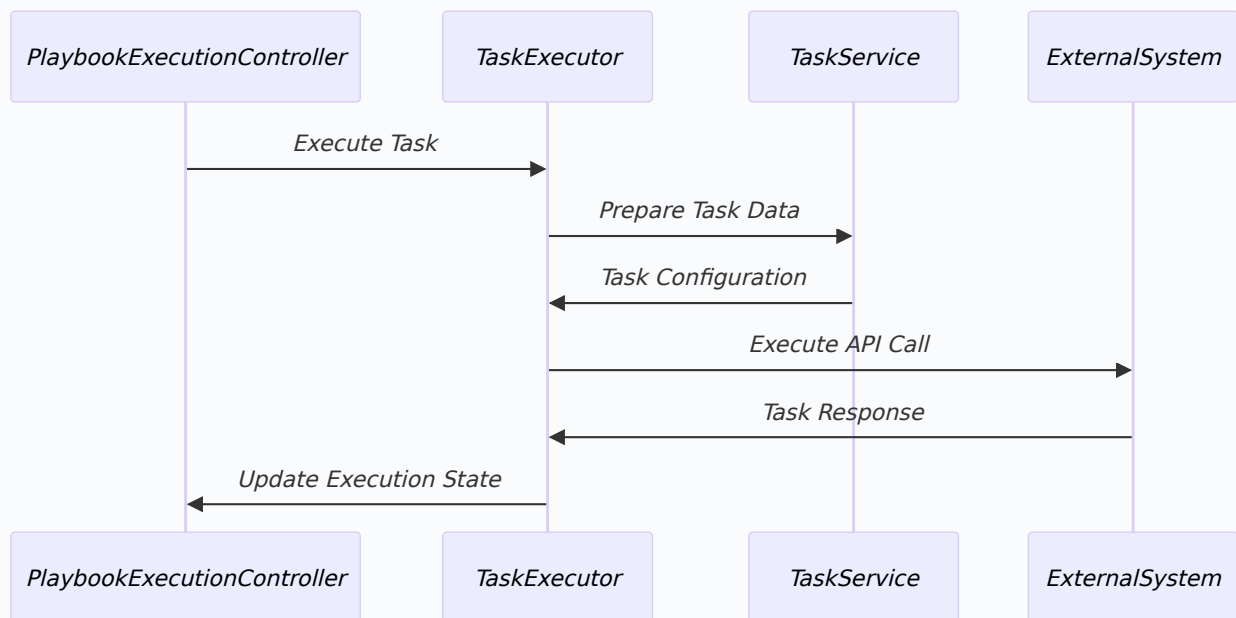 PlaybookExecutionController
TaskExecutor
TaskService
ExternalSystem
Execute Task
Prepare Task Data
Task Configuration
Execute API Call
Task Response
Update Execution State
PlaybookExecutionController
TaskExecutor
TaskService
ExternalSystem